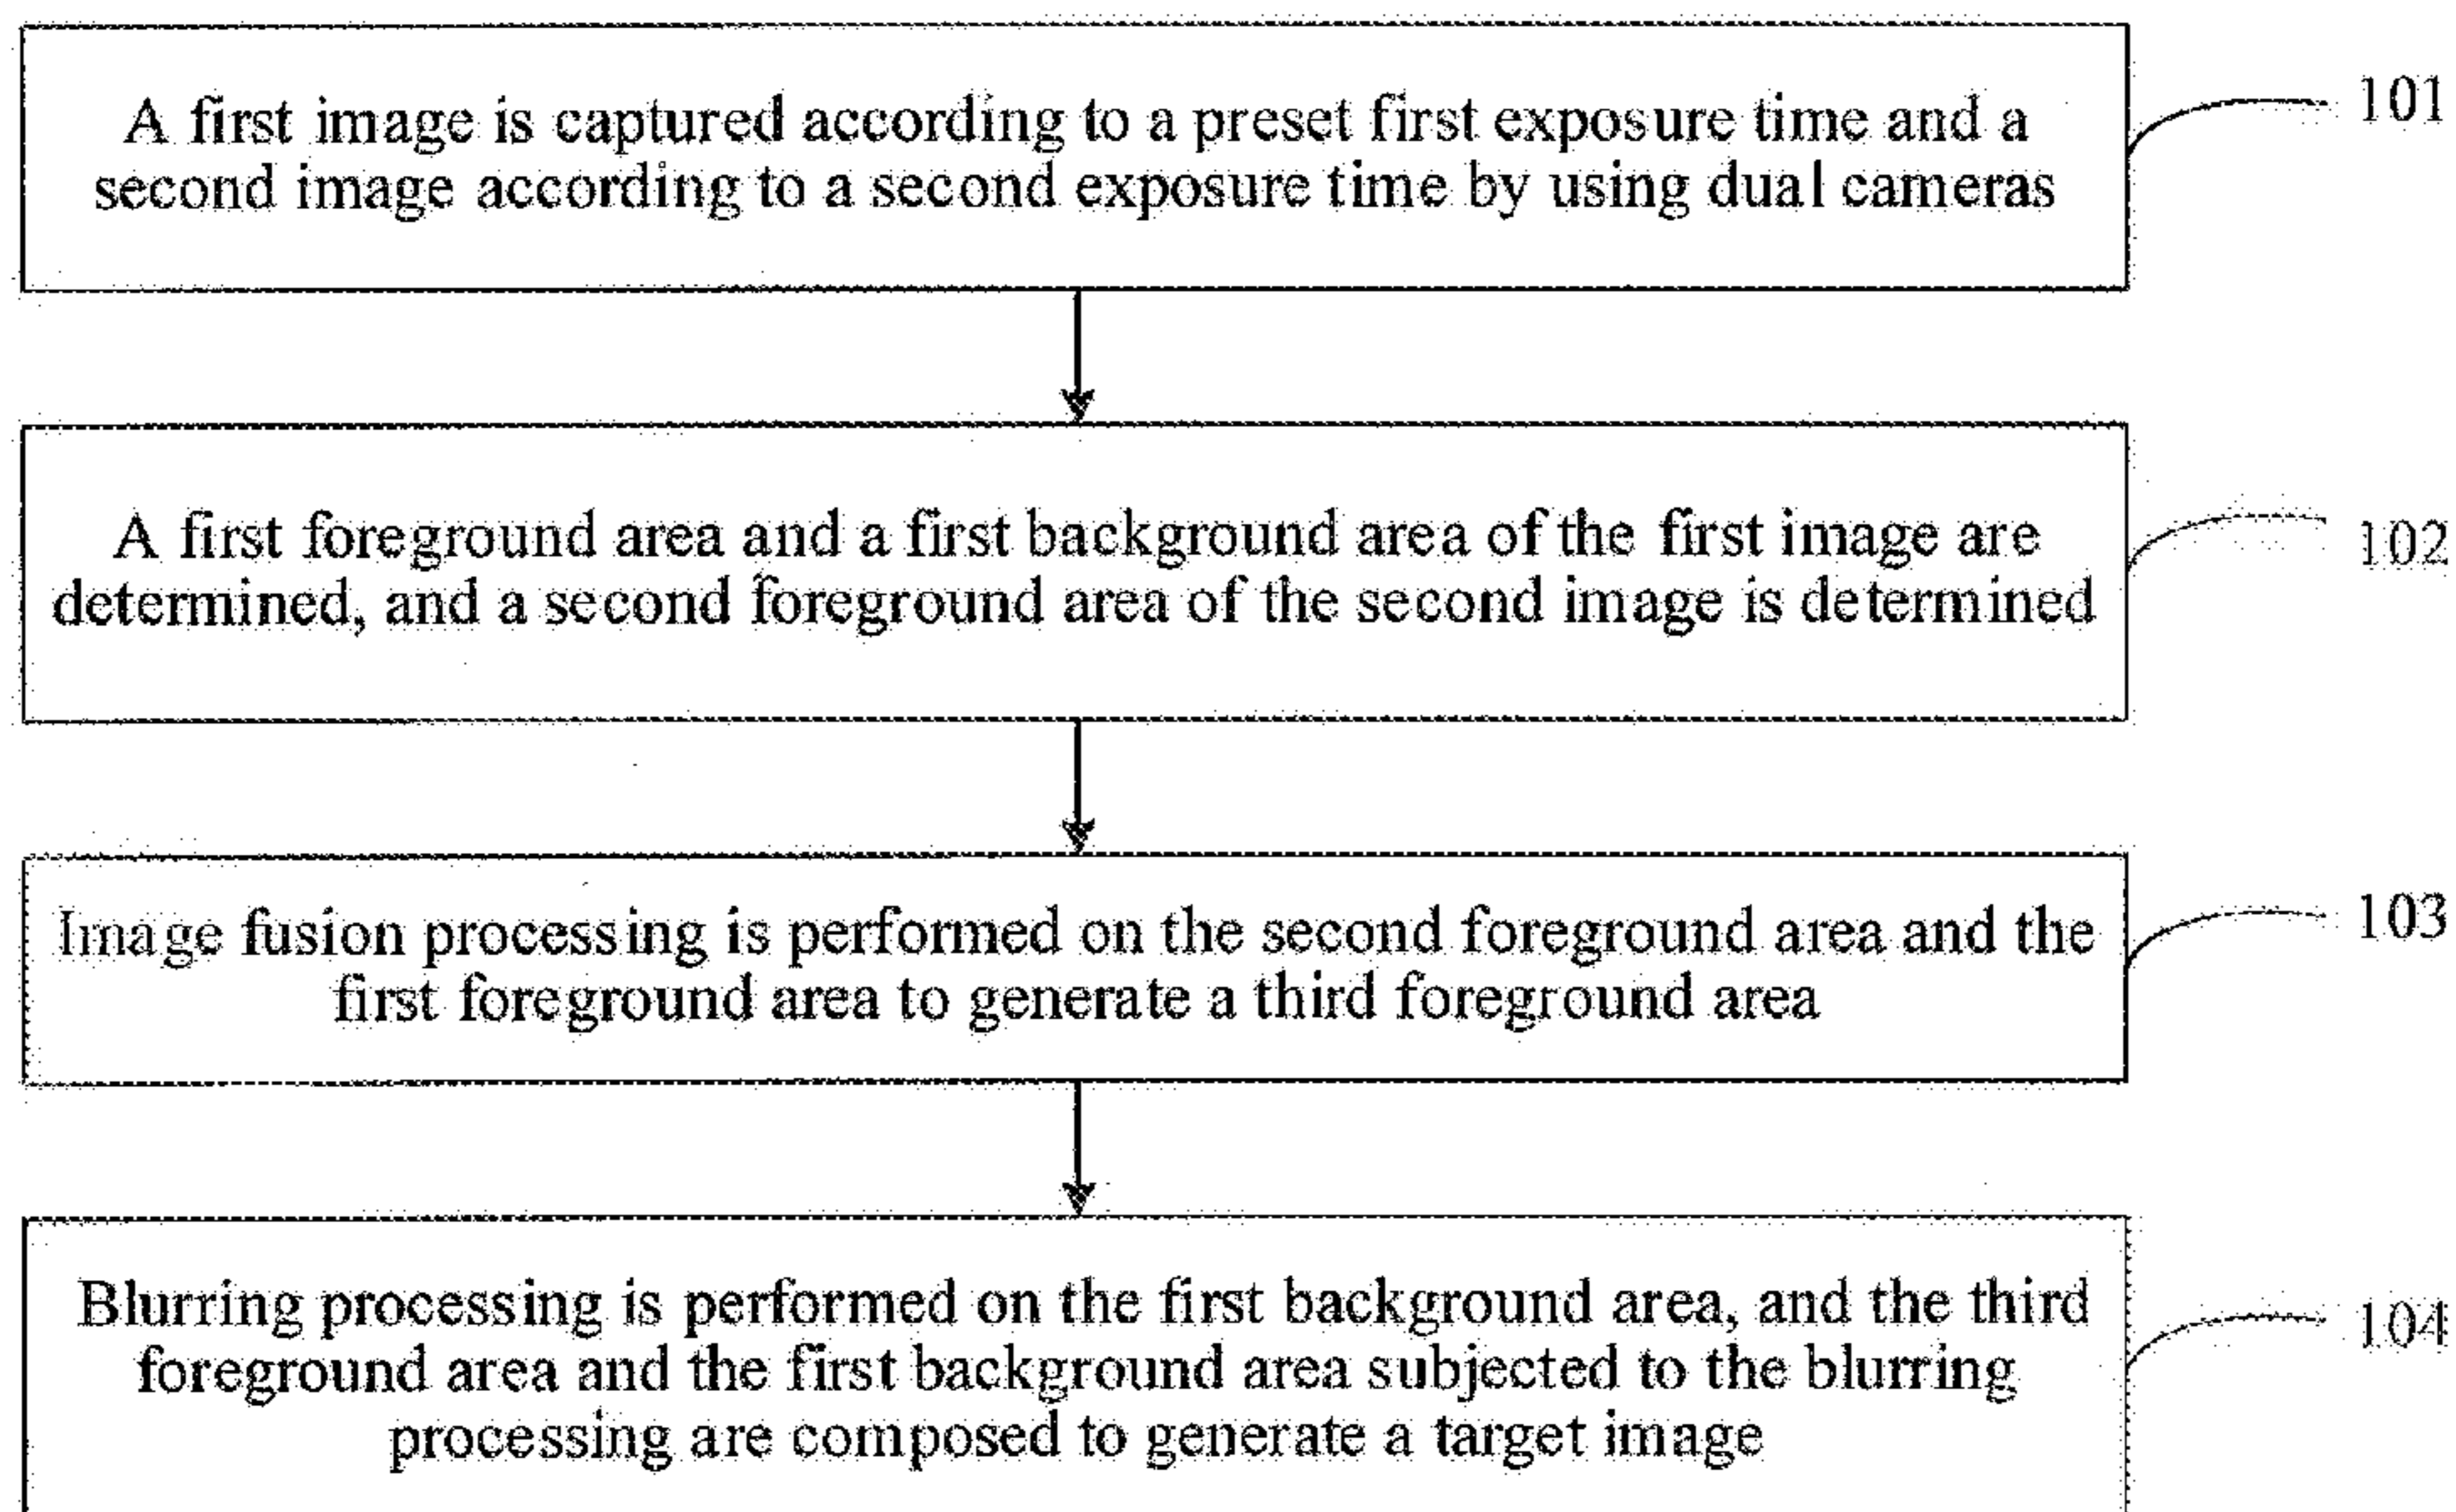 A first image is captured according to a preset first exposure time and a
second image according to a second exposure time by using dual cameras
101
A first foreground area and a first background area of the first image are
determined, and a second foreground area of the second image is determined
102
Image fusion processing is performed on the second foreground area and the
first foreground area to generate a third foreground area
103
Blurring processing is performed on the first background area, and the third
foreground area and the first background area subjected to the blurring
processing are composed to generate a target image
104